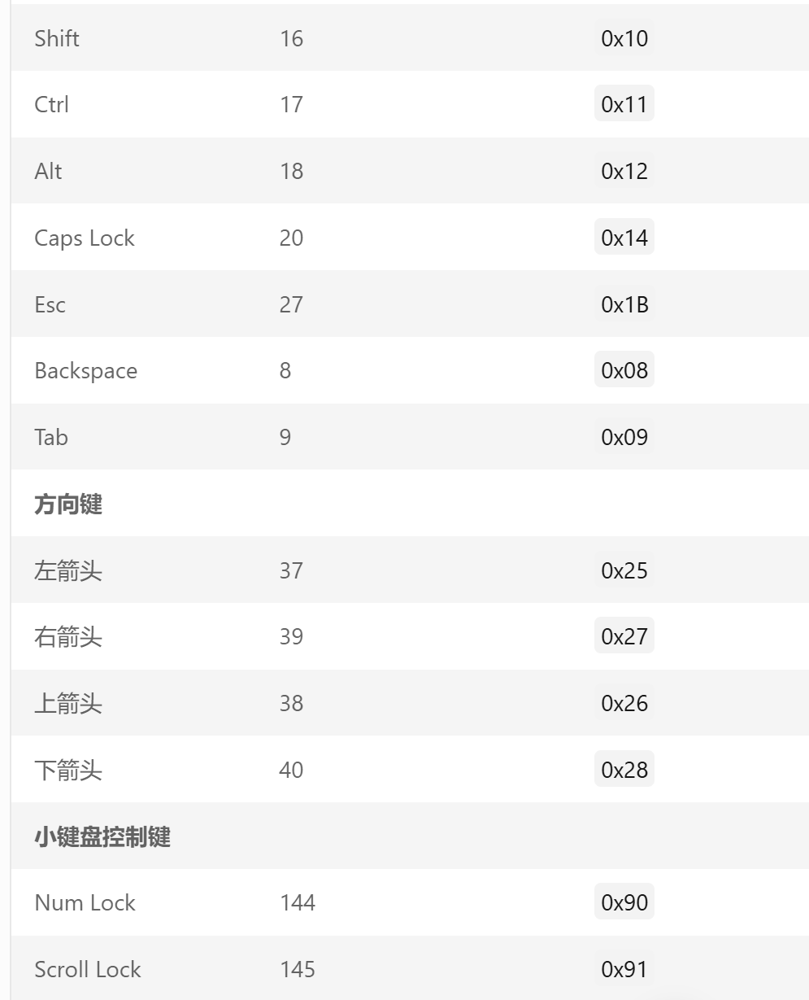 Shift 16 0x10
Ctrl 17 0x11
Alt 18 0x12
Caps Lock 20 0x14
Esc 27 0x1B
Backspace 8 0x08
Tab 9 0x09
方向键
左箭头 37 0x25
右箭头 39 0x27
上箭头 38 0x26
下箭头 40 0x28
小键盘控制键
Num Lock 144 0x90
Scroll Lock 145 0x91